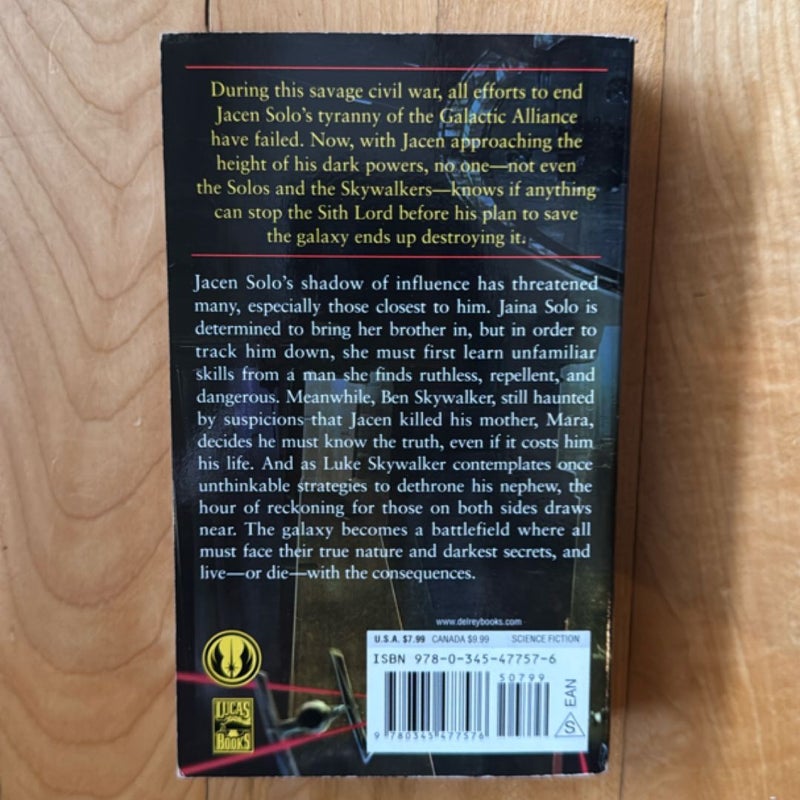 During this savage civil war, all efforts to end
Jacen Solo's tyranny of the Galactic Alliance
have failed. Now, with Jacen approaching the
height of his dark powers, no one—not even
the Solos and the Skywalkers—knows if anything
can stop the Sith Lord before his plan to save
the galaxy ends up destroying it.
Jacen Solo's shadow of influence has threatened
many, especially those closest to him. Jaina Solo is
determined to bring her brother in, but in order to
track him down, she must first learn unfamiliar
skills from a man she finds ruthless, repellent, and
dangerous. Meanwhile, Ben Skywalker, still haunted
by suspicions that Jacen killed his mother, Mara,
decides he must know the truth, even if it costs him
his life. And as Luke Skywalker contemplates once
unthinkable strategies to dethrone his nephew, the
hour of reckoning for those on both sides draws
near. The galaxy becomes a battlefield where all
must face their true nature and darkest secrets, and
live—or die—with the consequences.
www.delreybooks.com
U.S.A. $7.99 CANADA $9.99 SCIENCE FICTION
ISBN 978-0-345-47757-6
50799
9 780345 477576
S EAN
LUCAS
BOOKS